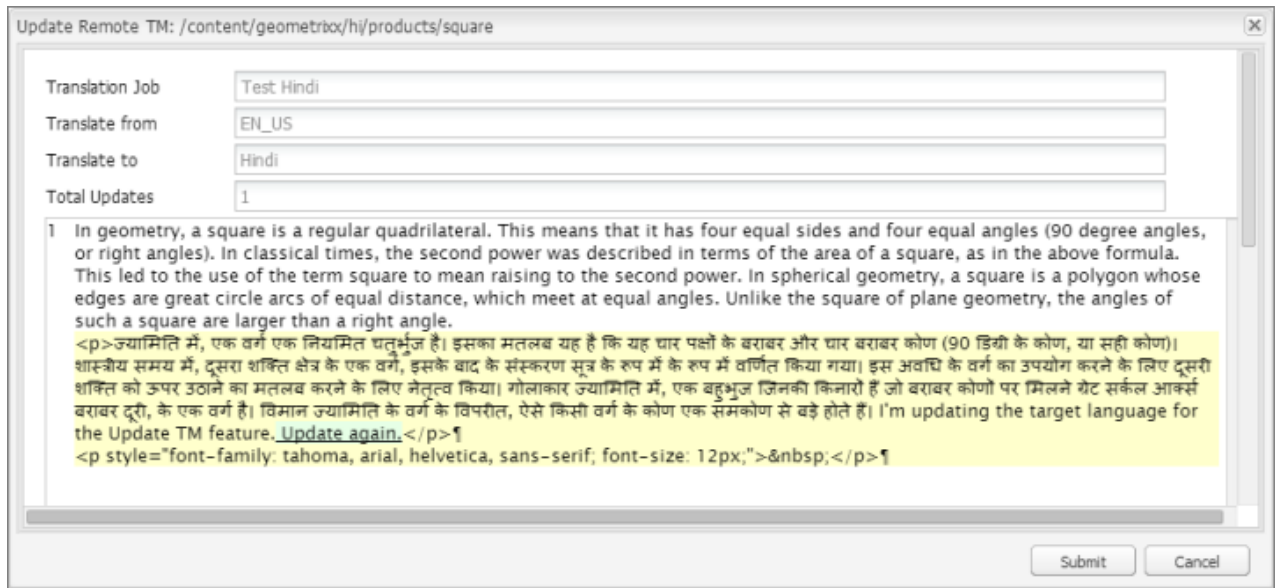 Update Remote TM: /content/geometrixx/hi/products/square
Translation Job Test Hindi
Translate from EN_US
Translate to Hindi
Total Updates 1
1 In geometry, a square is a regular quadrilateral. This means that it has four equal sides and four equal angles (90 degree angles,
or right angles). In classical times, the second power was described in terms of the area of a square, as in the above formula.
This led to the use of the term square to mean raising to the second power. In spherical geometry, a square is a polygon whose
edges are great circle arcs of equal distance, which meet at equal angles. Unlike the square of plane geometry, the angles of
such a square are larger than a right angle.
<p>ज्यामिति में, एक वर्ग एक नियमित चतुर्भुज है। इसका मतलब यह है कि यह चार पक्षों के बराबर और चार बराबर कोण (90 डिग्री के कोण, या सही कोण)।
शास्त्रीय समय में, दूसरा शक्ति क्षेत्र के एक वर्ग, इसके बाद के संस्करण सूत्र के रुप में के रुप में वर्णित किया गया। इस अवधि के वर्ग का उपयोग करने के लिए दूसरी
शक्ति को ऊपर उठाने का मतलब करने के लिए नेतृत्व किया। गोलाकार ज्यामिति में, एक बहुभुज जिनकी किनारों हैं जो बराबर कोणों पर मिलने ग्रेट सर्कल आर्क्स
बराबर दूरी, के एक वर्ग है। विमान ज्यामिति के वर्ग के विपरीत, ऐसे किसी वर्ग के कोण एक समकोण से बड़े होते हैं। I'm updating the target language for
the Update TM feature. Update again.</p>¶
<p style="font-family: tahoma, arial, helvetica, sans-serif; font-size: 12px;">&nbsp;</p>¶
Submit Cancel